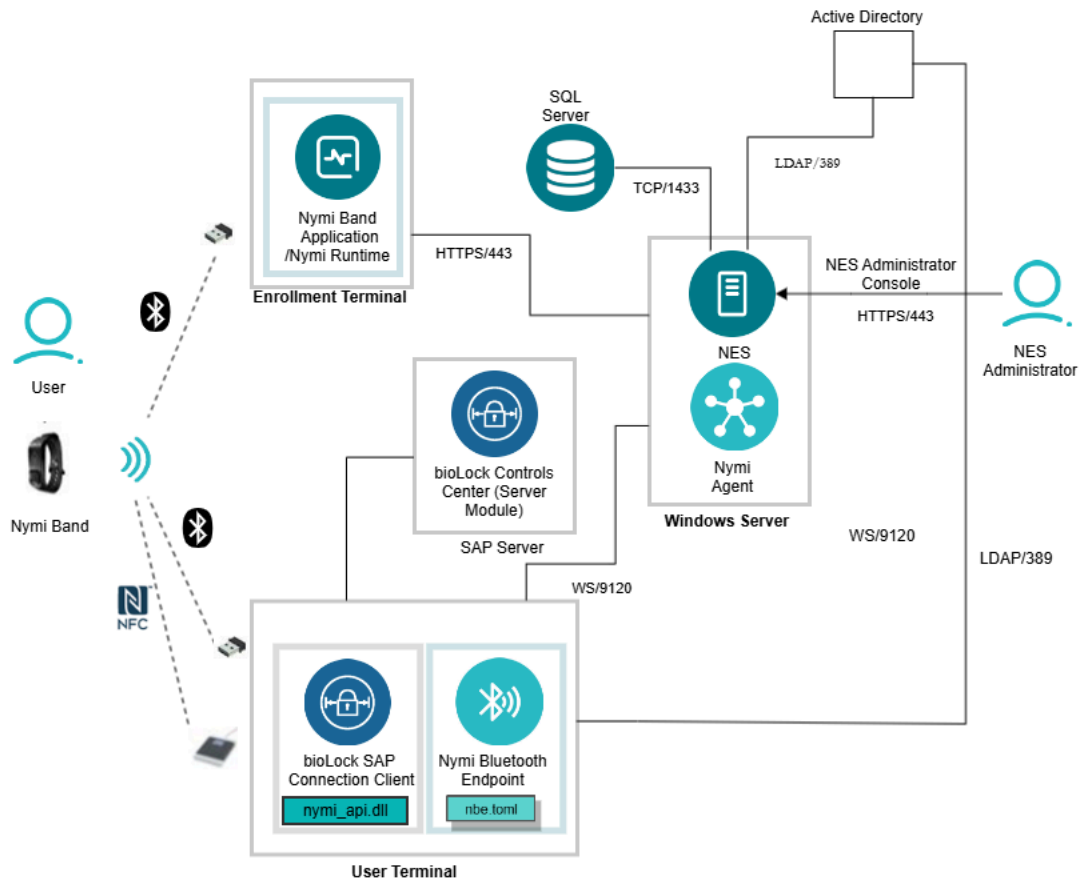 Active Directory
SQL
Server
LDAP/389
TCP/1433
Nymi Band
Application
/Nymi Runtime
HTTPS/443
Enrollment Terminal
NES Administrator
Console
HTTPS/443
NES
NES
Administrator
User
bioLock Controls
Center (Server
Module)
SAP Server
Nymi
Agent
Windows Server
Nymi Band
WS/9120
LDAP/389
WS/9120
NFC
bioLock SAP
Connection Client
nymi_api.dll
Nymi Bluetooth
Endpoint
nbe.toml
User Terminal